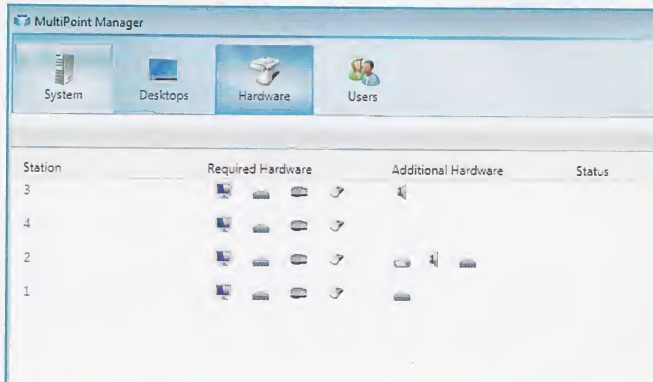 MultiPoint Manager
System Desktops Hardware Users
Station Required Hardware Additional Hardware Status
3
4
2
1